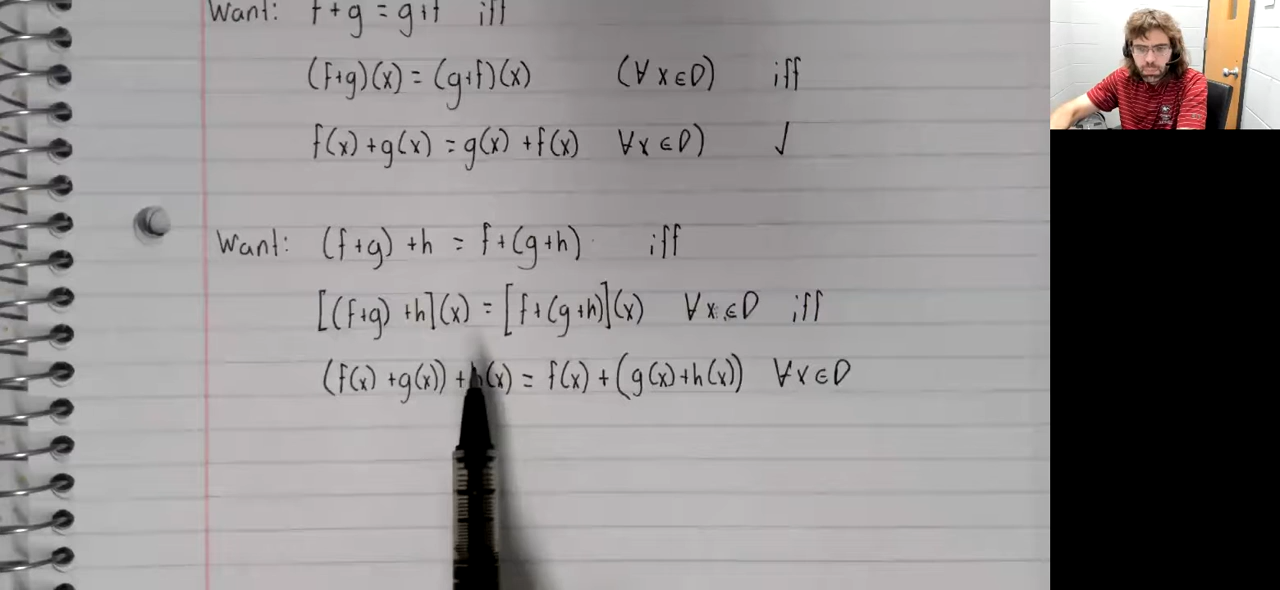 Want: f+g = g+f iff
(f+g)(x) = (g+f)(x) (∀ x ∈ D) iff
f(x) + g(x) = g(x) + f(x) ∀x ∈ D) ✓
Want: (f+g) + h = f + (g+h). iff
[(f+g) + h](x) = [f + (g+h)](x) ∀ x ∈ D iff
(f(x) + g(x)) + h(x) = f(x) + (g(x) + h(x)) ∀x ∈ D